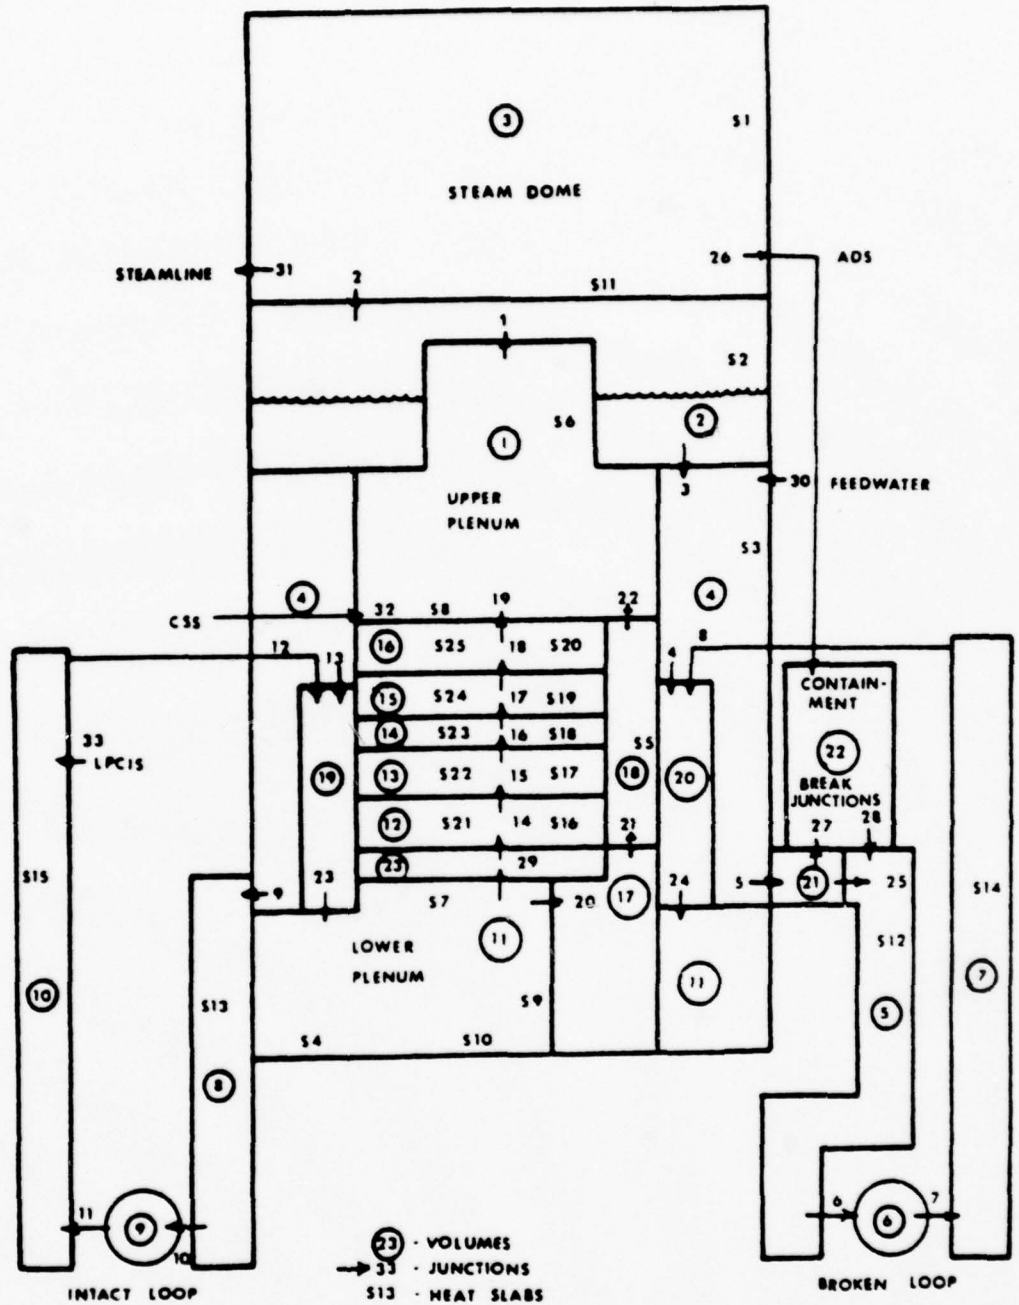 3
S1
STEAM DOME
26
ADS
STEAMLINE
31
2
S11
1
S2
S6
2
1
3
30
FEEDWATER
UPPER
PLENUM
S3
4
4
CSS
32
S8
19
22
8
12
13
16
S25
18
S20
4
CONTAIN-
MENT
15
S24
17
S19
33
LPCIS
14
S23
16
S18
S5
22
19
13
S22
15
S17
18
20
BREAK
JUNCTIONS
12
S21
14
S16
21
27
28
23
29
S15
9
23
S7
20
17
24
5
21
25
S14
11
LOWER
PLENUM
S12
10
S13
S9
11
5
7
S4
S10
8
11
9
10
6
6
7
23 - VOLUMES
33 - JUNCTIONS
S13 - HEAT SLABS
INTACT LOOP
BROKEN LOOP